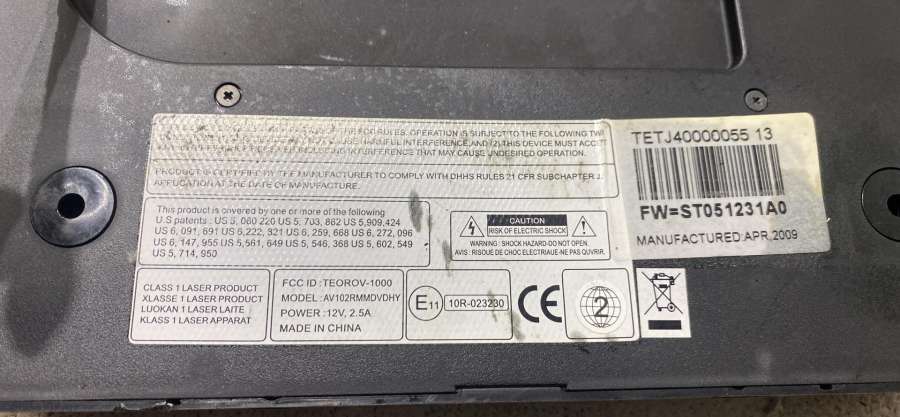 FCC RULES. OPERATION IS SUBJECT TO THE FOLLOWING TW
HARMFUL INTERFERENCE, AND (2) THIS DEVICE MUST ACCEPT
INTERFERENCE THAT MAY CAUSE UNDESIRED OPERATION.
PRODUCT IS CERTIFIED BY THE MANUFACTURER TO COMPLY WITH DHHS RULES 21 CFR SUBCHAPTER J.
APPLICATION AT THE DATE OF MANUFACTURE.
This product is covered by one or more of the following
U.S patents : US 5, 060 220 US 5, 703, 862 US 5,909,424
US 6, 091, 691 US 6,222, 321 US 6, 259, 668 US 6, 272, 096
US 6, 147, 955 US 5,561, 649 US 5, 546, 368 US 5, 602, 549
US 5, 714, 950
CAUTION
RISK OF ELECTRIC SHOCK
WARNING : SHOCK HAZARD-DO NOT OPEN.
AVIS : RISOUE DE CHOC ELECTRIAUE-NE PAS QUVRIR.
CLASS 1 LASER PRODUCT
XLASSE 1 LASER PRODUCT
LUOKAN 1 LASER LAITE
KLASS 1 LASER APPARAT
FCC ID : TEOROV-1000
MODEL: AV102RMMDVDHY
POWER :12V, 2.5A
MADE IN CHINA
E11
10R-023230
CE
2
TETJ40000055 13
FW=ST051231A0
MANUFACTURED:APR,2009